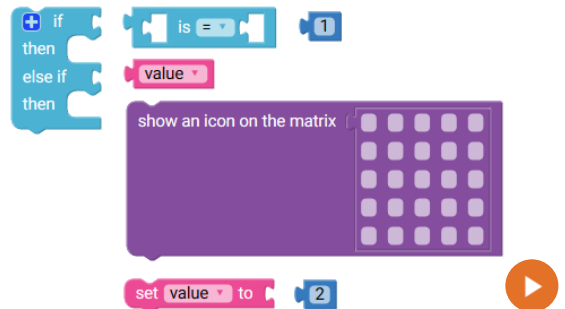 if
is = 1
then
else if
value
then
show an icon on the matrix
set value to 2